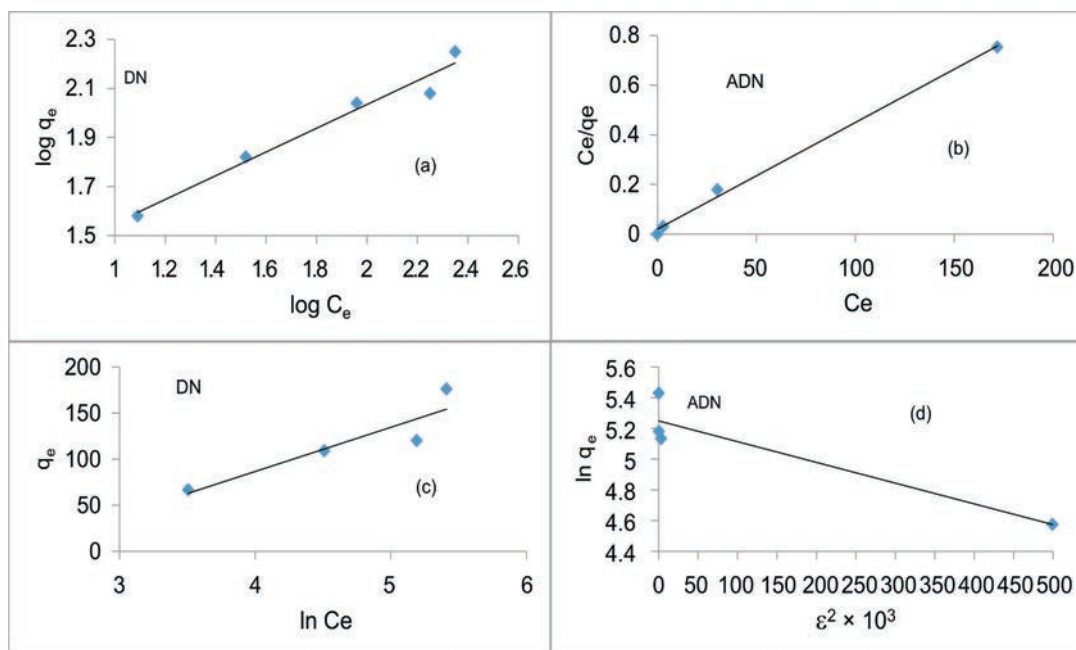 2.3
2.1
1.9
1.7
1.5
log qₑ
DN
(a)
1 1.2 1.4 1.6 1.8 2 2.2 2.4 2.6
log Cₑ
0.8
0.6
0.4
0.2
0
Ce/qe
ADN
(b)
0 50 100 150 200
Ce
200
150
100
50
0
qₑ
DN
(c)
3 4 5 6
ln Ce
5.6
5.4
5.2
5
4.8
4.6
4.4
ln qₑ
ADN
(d)
0 50 100 150 200 250 300 350 400 450 500
ε² × 10³